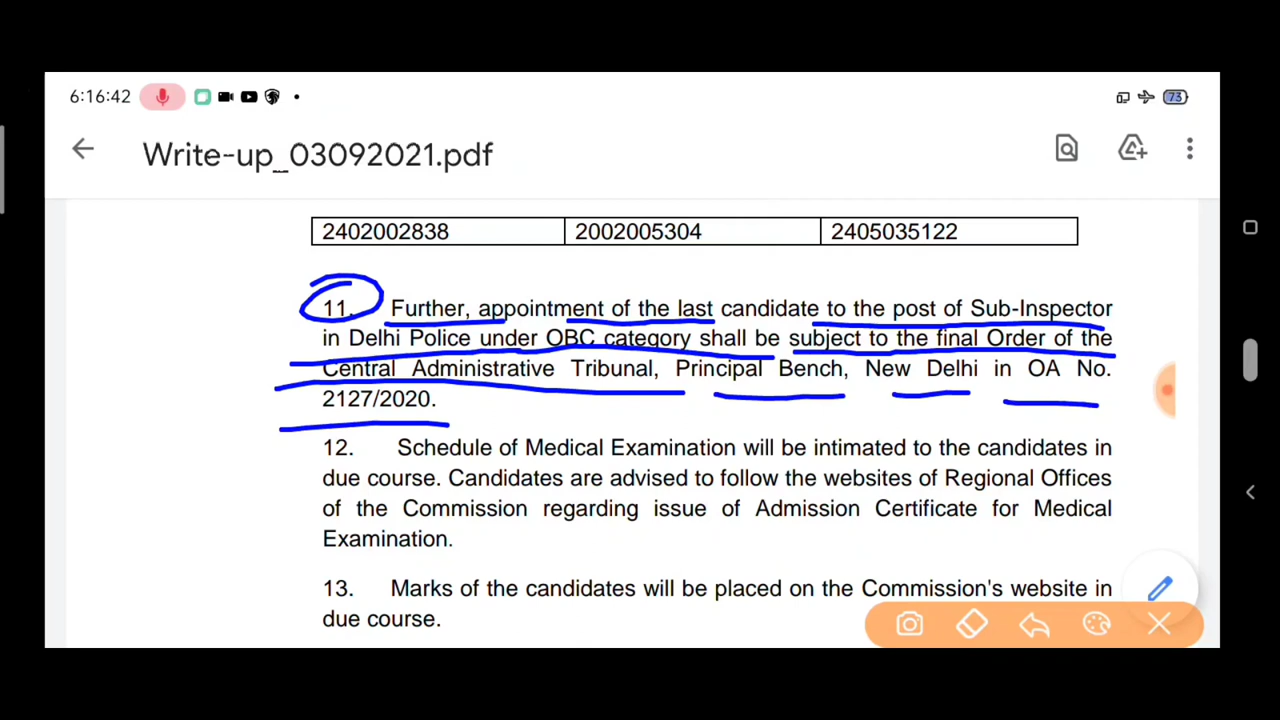 6:16:42
73
Write-up_03092021.pdf
2402002838 2002005304 2405035122
11. Further, appointment of the last candidate to the post of Sub-Inspector
in Delhi Police under OBC category shall be subject to the final Order of the
Central Administrative Tribunal, Principal Bench, New Delhi in OA No.
2127/2020.
12. Schedule of Medical Examination will be intimated to the candidates in
due course. Candidates are advised to follow the websites of Regional Offices
of the Commission regarding issue of Admission Certificate for Medical
Examination.
13. Marks of the candidates will be placed on the Commission's website in
due course.